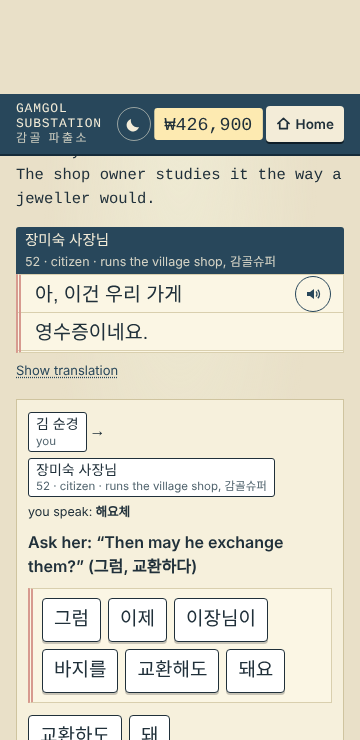 GAMGOL
SUBSTATION
감골 파출소
₩426,900
Home
The shop owner studies it the way a
jeweller would.
장미숙 사장님
52 · citizen · runs the village shop, 감골슈퍼
아, 이건 우리 가게
영수증이네요.
Show translation
김 순경
you
→
장미숙 사장님
52 · citizen · runs the village shop, 감골슈퍼
you speak: 해요체
Ask her: “Then may he exchange
them?” (그럼, 교환하다)
그럼 이제 이장님이
바지를 교환해도 돼요
교환하도 돼